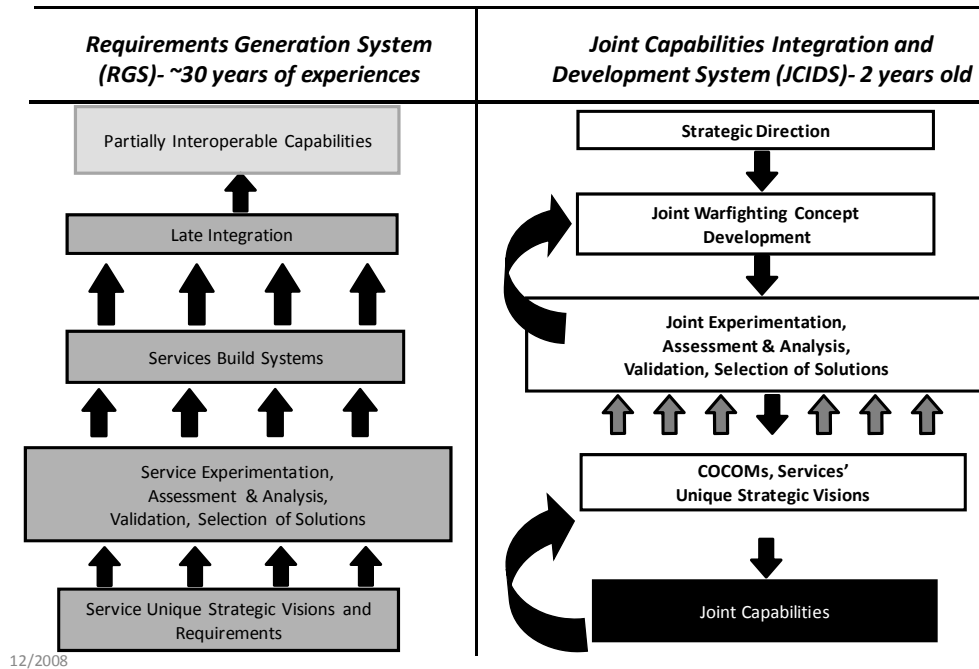 Requirements Generation System
(RGS)- ~30 years of experiences
Partially Interoperable Capabilities
Late Integration
Services Build Systems
Service Experimentation,
Assessment & Analysis,
Validation, Selection of Solutions
Service Unique Strategic Visions and
Requirements
Joint Capabilities Integration and
Development System (JCIDS)- 2 years old
Strategic Direction
Joint Warfighting Concept
Development
Joint Experimentation,
Assessment & Analysis,
Validation, Selection of Solutions
COCOMs, Services’
Unique Strategic Visions
Joint Capabilities
12/2008